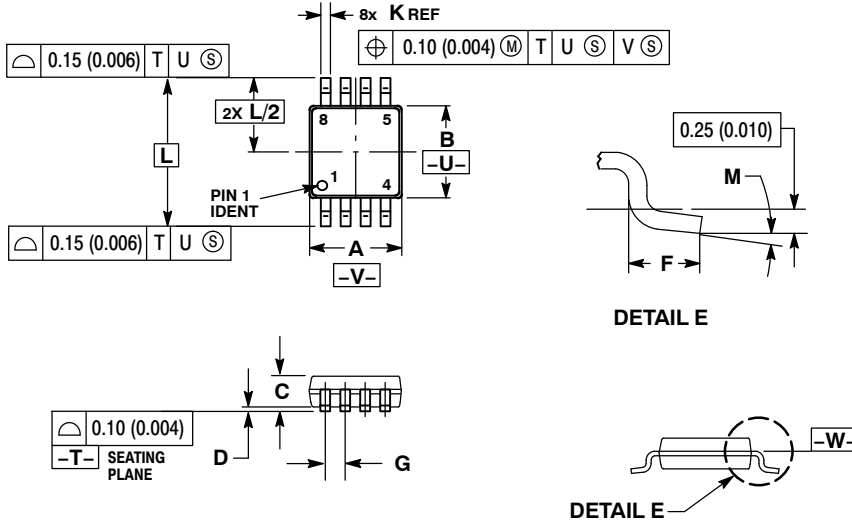 8x K REF
⌖ 0.10 (0.004) Ⓜ T U Ⓢ V Ⓢ
⌓ 0.15 (0.006) T U Ⓢ
2X L/2
8 5
B
–U–
L
PIN 1
IDENT
1
4
⌓ 0.15 (0.006) T U Ⓢ
A
–V–
0.25 (0.010)
M
F
DETAIL E
C
⌓ 0.10 (0.004)
–T– SEATING
PLANE
D
G
–W–
DETAIL E